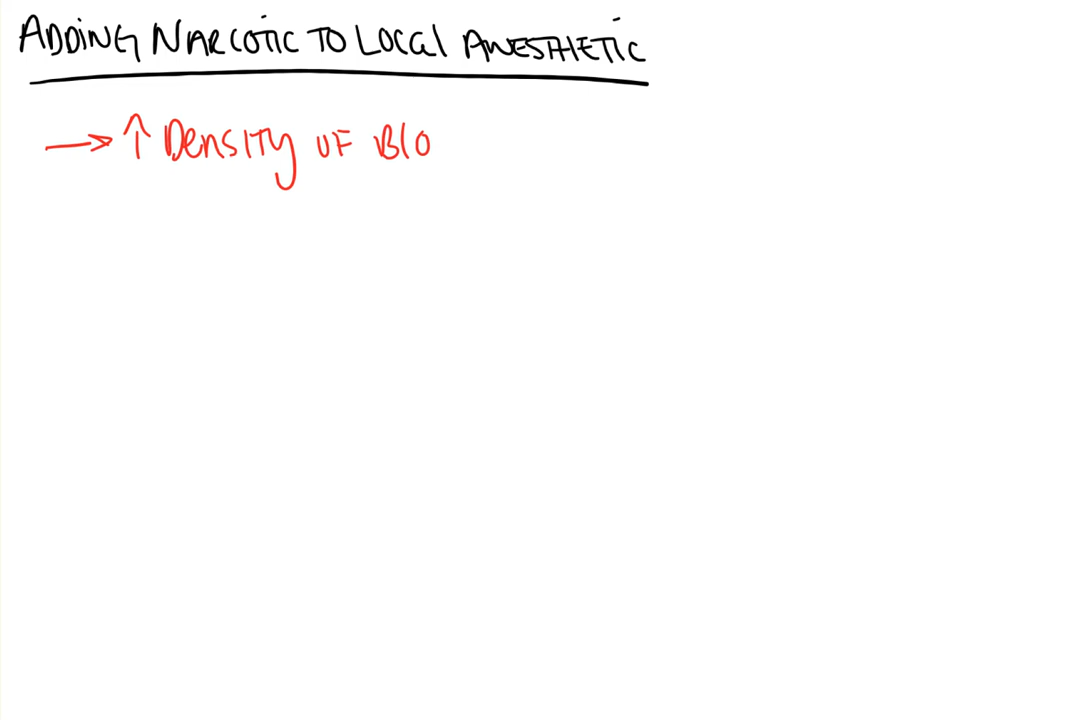 ADDING NARCOTIC TO LOCAL ANESTHETIC
→ ↑ Density OF Blo